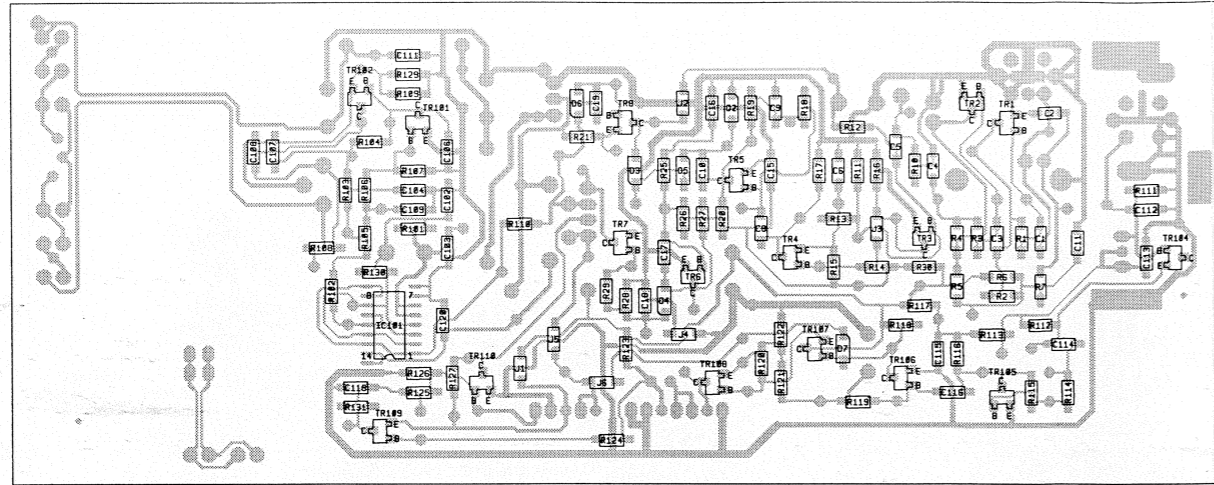 C111
TR102
E B
C
R129
R109
C
TR101
B
E
C108
C107
R104
C106
R107
R103
R106
C104
C102
C109
R105
R101
R108
C103
R130
R102
8
7
IC101
C120
14
1
D6
C19
TR8
B
E
C
R21
J2
C16
D2
R19
C9
R18
D3
R25
D5
C10
TR5
C
E
B
C15
R17
C6
R11
R16
R12
C5
R10
C4
E B
TR2
C
TR1
C
E
B
C2
R110
TR7
C
E
B
R26
R27
R20
C8
TR4
C
E
B
R13
R15
J3
B
E
TR3
C
R14
R30
R4
R3
C3
R1
C1
C11
R111
C112
C113
TR104
B
E
C
C17
E B
TR6
C
R29
R28
C18
D4
R5
R6
R2
R7
R117
R118
R113
R112
C114
J5
R123
J4
R122
R120
R121
TR107
C
E
B
D7
C115
R116
TR106
C
E
B
R119
C116
TR105
C
B E
R115
R114
TR110
C
B E
J1
J6
TR108
C
E
B
R126
R127
C118
R125
R131
TR109
C
E
B
R124